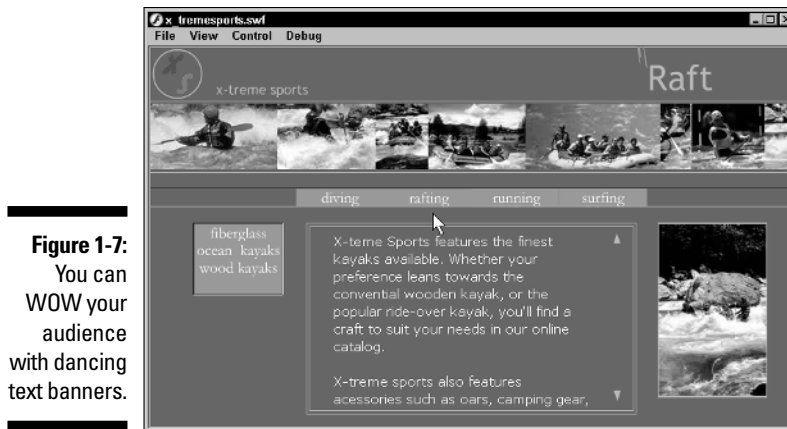 x_tremesports.swf
File View Control Debug
XS
x-treme sports
Raft
diving rafting running surfing
fiberglass
ocean kayaks
wood kayaks
X-teme Sports features the finest
kayaks available. Whether your
preference leans towards the
convential wooden kayak, or the
popular ride-over kayak, you'll find a
craft to suit your needs in our online
catalog.
X-treme sports also features
acessories such as oars, camping gear,
Figure 1-7:
You can
WOW your
audience
with dancing
text banners.